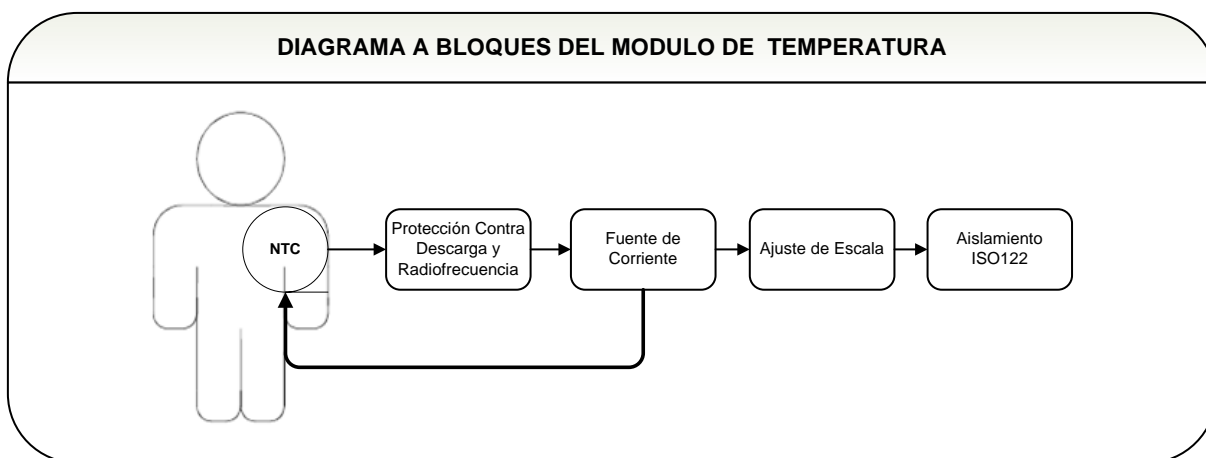 DIAGRAMA A BLOQUES DEL MODULO DE TEMPERATURA
NTC
Protección Contra
Descarga y
Radiofrecuencia
Fuente de
Corriente
Ajuste de Escala
Aislamiento
ISO122